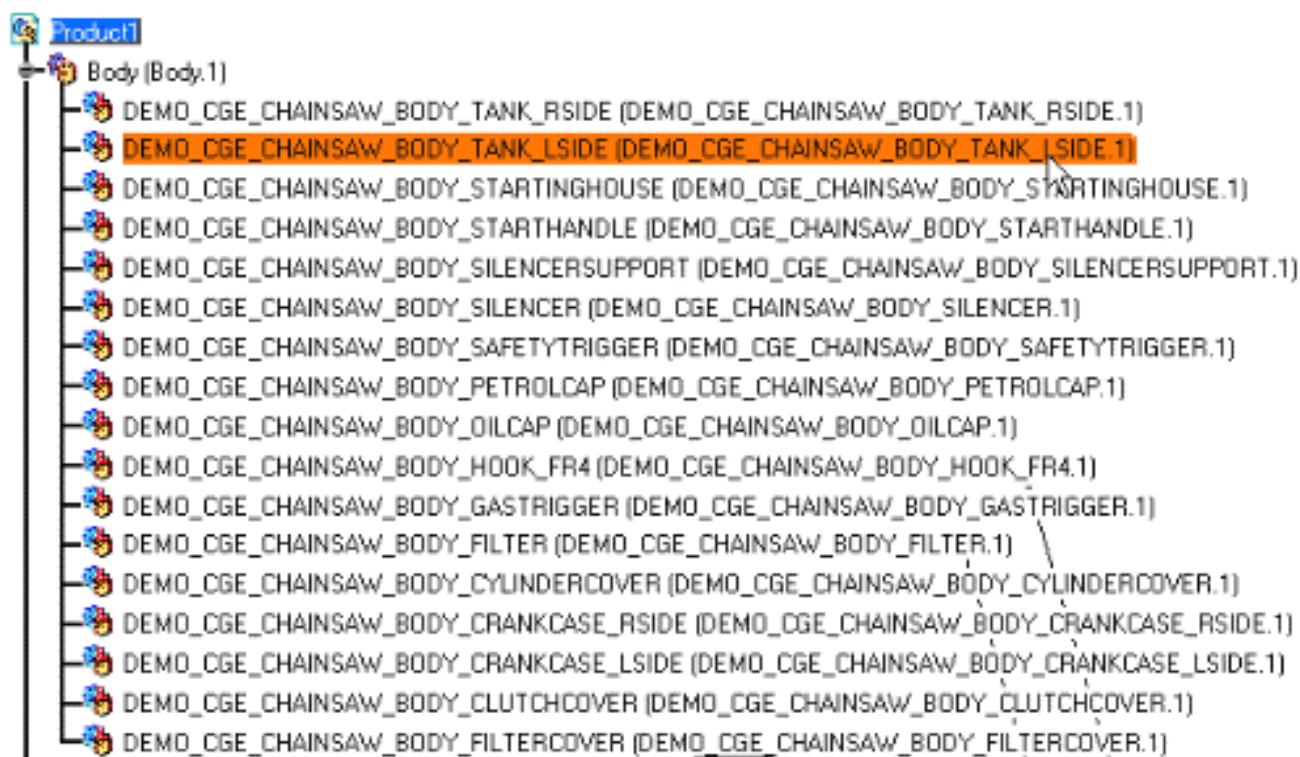 Product1
Body (Body.1)
DEMO_CGE_CHAINSAW_BODY_TANK_RSIDE (DEMO_CGE_CHAINSAW_BODY_TANK_RSIDE.1)
DEMO_CGE_CHAINSAW_BODY_TANK_LSIDE (DEMO_CGE_CHAINSAW_BODY_TANK_LSIDE.1)
DEMO_CGE_CHAINSAW_BODY_STARTINGHOUSE (DEMO_CGE_CHAINSAW_BODY_STARTINGHOUSE.1)
DEMO_CGE_CHAINSAW_BODY_STARTHANDLE (DEMO_CGE_CHAINSAW_BODY_STARTHANDLE.1)
DEMO_CGE_CHAINSAW_BODY_SILENCERSUPPORT (DEMO_CGE_CHAINSAW_BODY_SILENCERSUPPORT.1)
DEMO_CGE_CHAINSAW_BODY_SILENCER (DEMO_CGE_CHAINSAW_BODY_SILENCER.1)
DEMO_CGE_CHAINSAW_BODY_SAFETYTRIGGER (DEMO_CGE_CHAINSAW_BODY_SAFETYTRIGGER.1)
DEMO_CGE_CHAINSAW_BODY_PETROLCAP (DEMO_CGE_CHAINSAW_BODY_PETROLCAP.1)
DEMO_CGE_CHAINSAW_BODY_OILCAP (DEMO_CGE_CHAINSAW_BODY_OILCAP.1)
DEMO_CGE_CHAINSAW_BODY_HOOK_FR4 (DEMO_CGE_CHAINSAW_BODY_HOOK_FR4.1)
DEMO_CGE_CHAINSAW_BODY_GASTRIGGER (DEMO_CGE_CHAINSAW_BODY_GASTRIGGER.1)
DEMO_CGE_CHAINSAW_BODY_FILTER (DEMO_CGE_CHAINSAW_BODY_FILTER.1)
DEMO_CGE_CHAINSAW_BODY_CYLINDERCOVER (DEMO_CGE_CHAINSAW_BODY_CYLINDERCOVER.1)
DEMO_CGE_CHAINSAW_BODY_CRANKCASE_RSIDE (DEMO_CGE_CHAINSAW_BODY_CRANKCASE_RSIDE.1)
DEMO_CGE_CHAINSAW_BODY_CRANKCASE_LSIDE (DEMO_CGE_CHAINSAW_BODY_CRANKCASE_LSIDE.1)
DEMO_CGE_CHAINSAW_BODY_CLUTCHCOVER (DEMO_CGE_CHAINSAW_BODY_CLUTCHCOVER.1)
DEMO_CGE_CHAINSAW_BODY_FILTERCOVER (DEMO_CGE_CHAINSAW_BODY_FILTERCOVER.1)